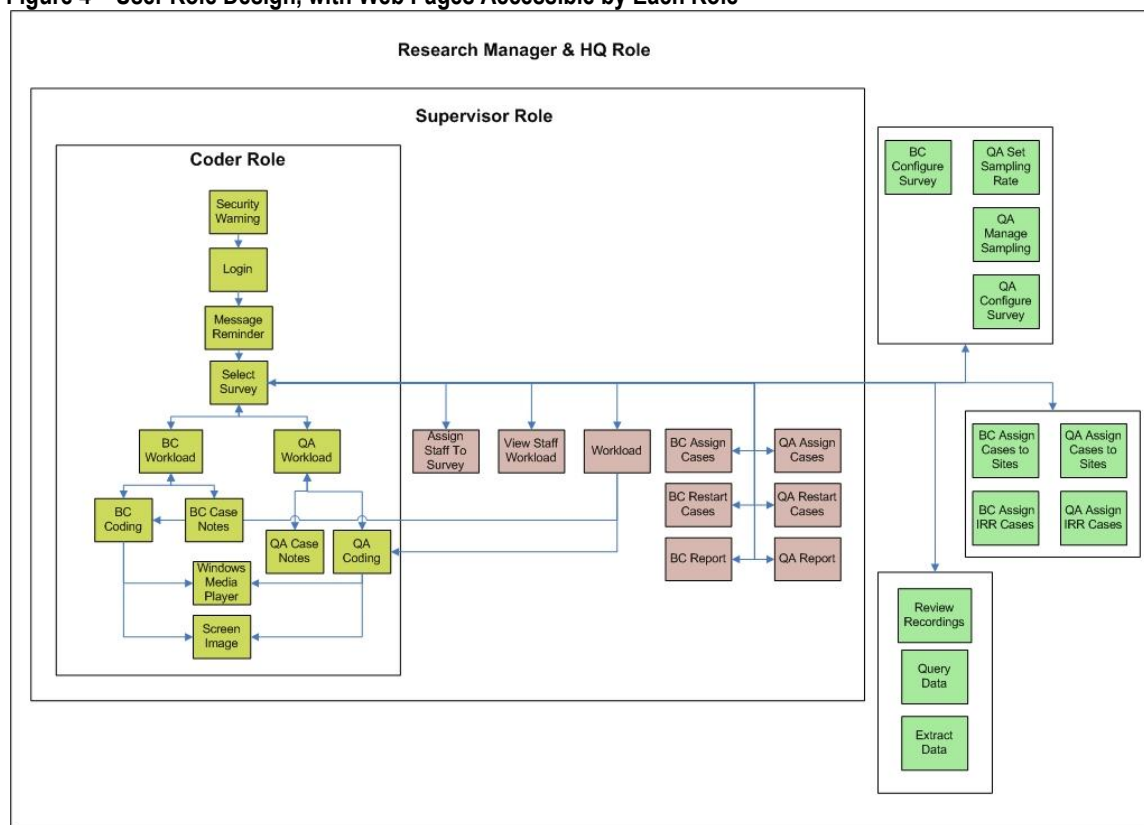 Figure 4 – User Role Design, with Web Pages Accessible by Each Role
Research Manager & HQ Role
Supervisor Role
Coder Role
Security
Warning
Login
Message
Reminder
Select
Survey
BC
Workload
QA
Workload
BC
Coding
BC Case
Notes
QA Case
Notes
QA
Coding
Windows
Media
Player
Screen
Image
Assign
Staff To
Survey
View Staff
Workload
Workload
BC Assign
Cases
QA Assign
Cases
BC Restart
Cases
QA Restart
Cases
BC Report
QA Report
BC
Configure
Survey
QA Set
Sampling
Rate
QA
Manage
Sampling
QA
Configure
Survey
BC Assign
Cases to
Sites
QA Assign
Cases to
Sites
BC Assign
IRR Cases
QA Assign
IRR Cases
Review
Recordings
Query
Data
Extract
Data